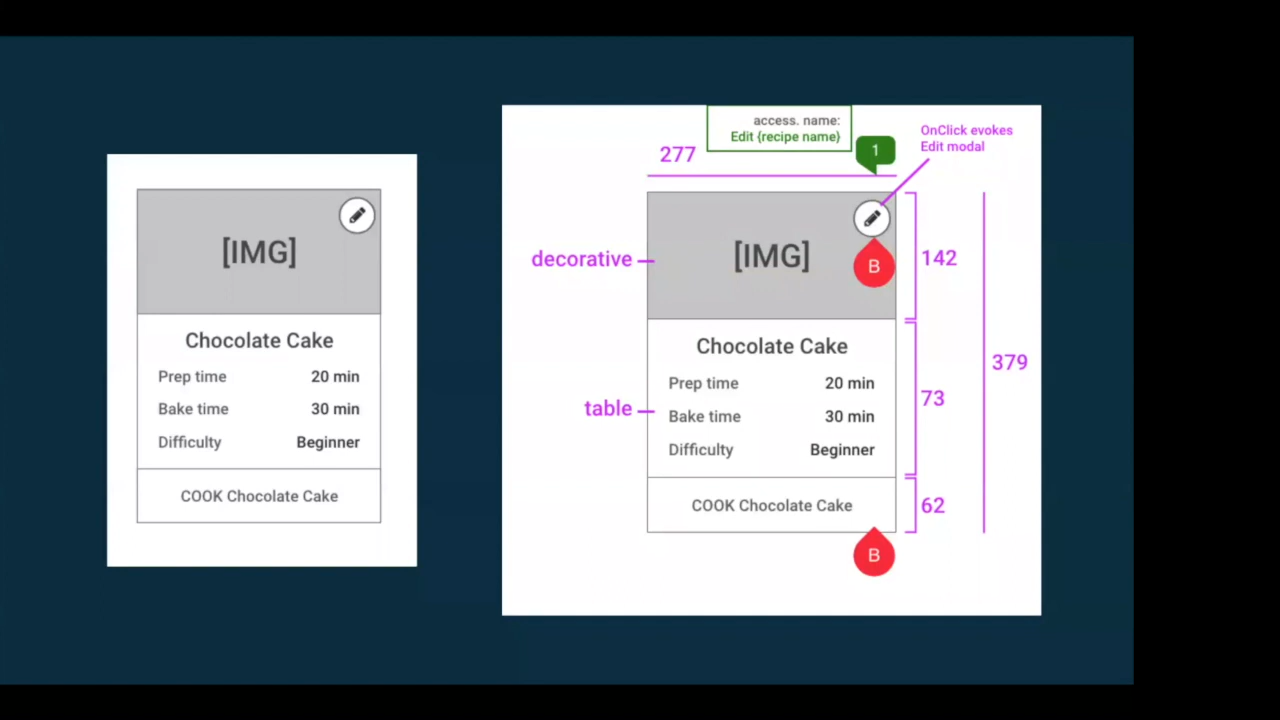 [IMG]
Chocolate Cake
Prep time 20 min
Bake time 30 min
Difficulty Beginner
COOK Chocolate Cake
access. name:
Edit {recipe name}
1
OnClick evokes
Edit modal
277
decorative
[IMG]
B
142
Chocolate Cake
Prep time 20 min
table
Bake time 30 min
Difficulty Beginner
73
379
COOK Chocolate Cake
62
B